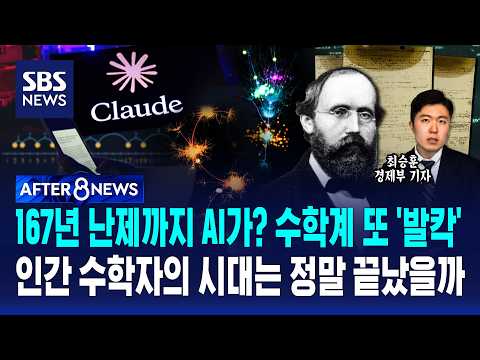 SBS
NEWS
Claude
최승훈
경제부 기자
AFTER 8 NEWS
167년 난제까지 AI가? 수학계 또 '발칵'
인간 수학자의 시대는 정말 끝났을까